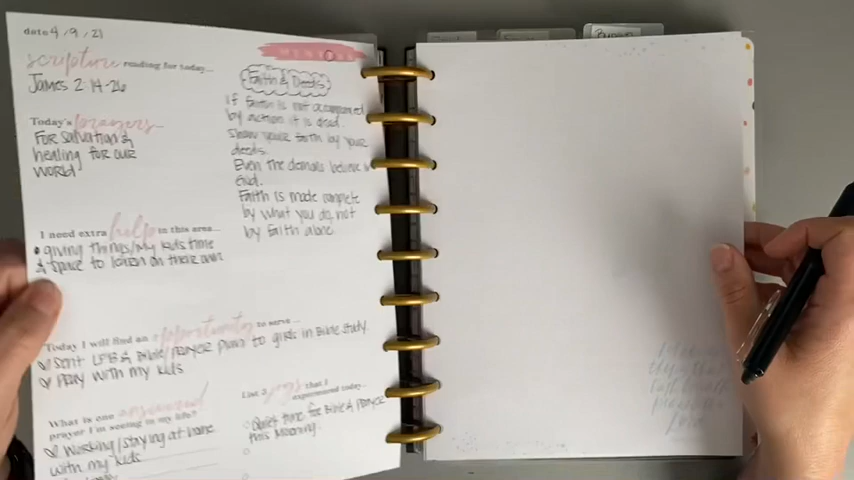 date 4/9/21
scripture reading for today...
James 2:14-26
Today's prayers
For salvation &
healing for our
world
I need extra help in this area...
giving things/my kids time
& space to learn on their own
Today I will find an opportunity to serve...
Sent LPB & Bible/prayer plan to girls in Bible study
Pray with my kids
What is one answered
prayer I'm seeing in my life?
Working/staying at home
with my kids
Faith & Deeds
If Faith is not accompanied
by action it is dead.
Show your faith by your
deeds.
Even the demons believe in
God.
Faith is made complete
by what you do not
by faith alone.
List 3 joys that I
experienced today...
Quiet time for Bible & Prayer
this Morning